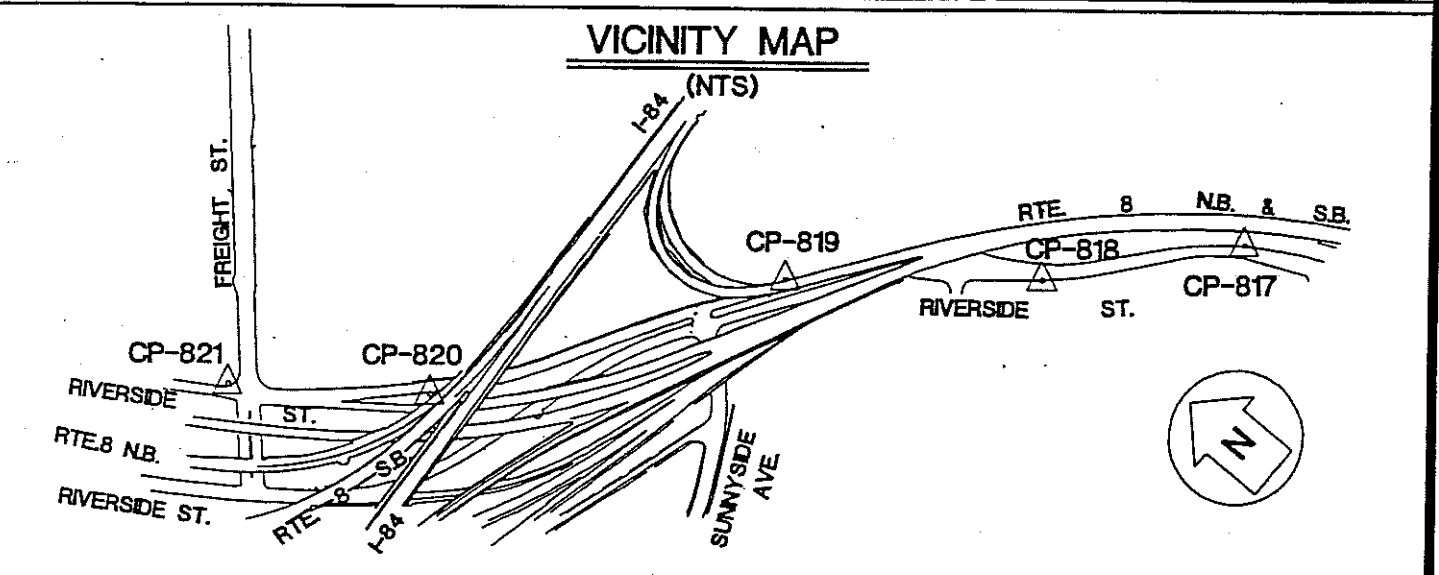 VICINITY MAP
(NTS)
I-84
FREIGHT ST.
RTE. 8 N.B. & S.B.
CP-819
CP-818
CP-817
RIVERSIDE ST.
CP-821
CP-820
RIVERSIDE ST.
RTE.8 N.B.
RIVERSIDE ST.
RTE 8 S.B.
I-84
SUNNYSIDE AVE.
N